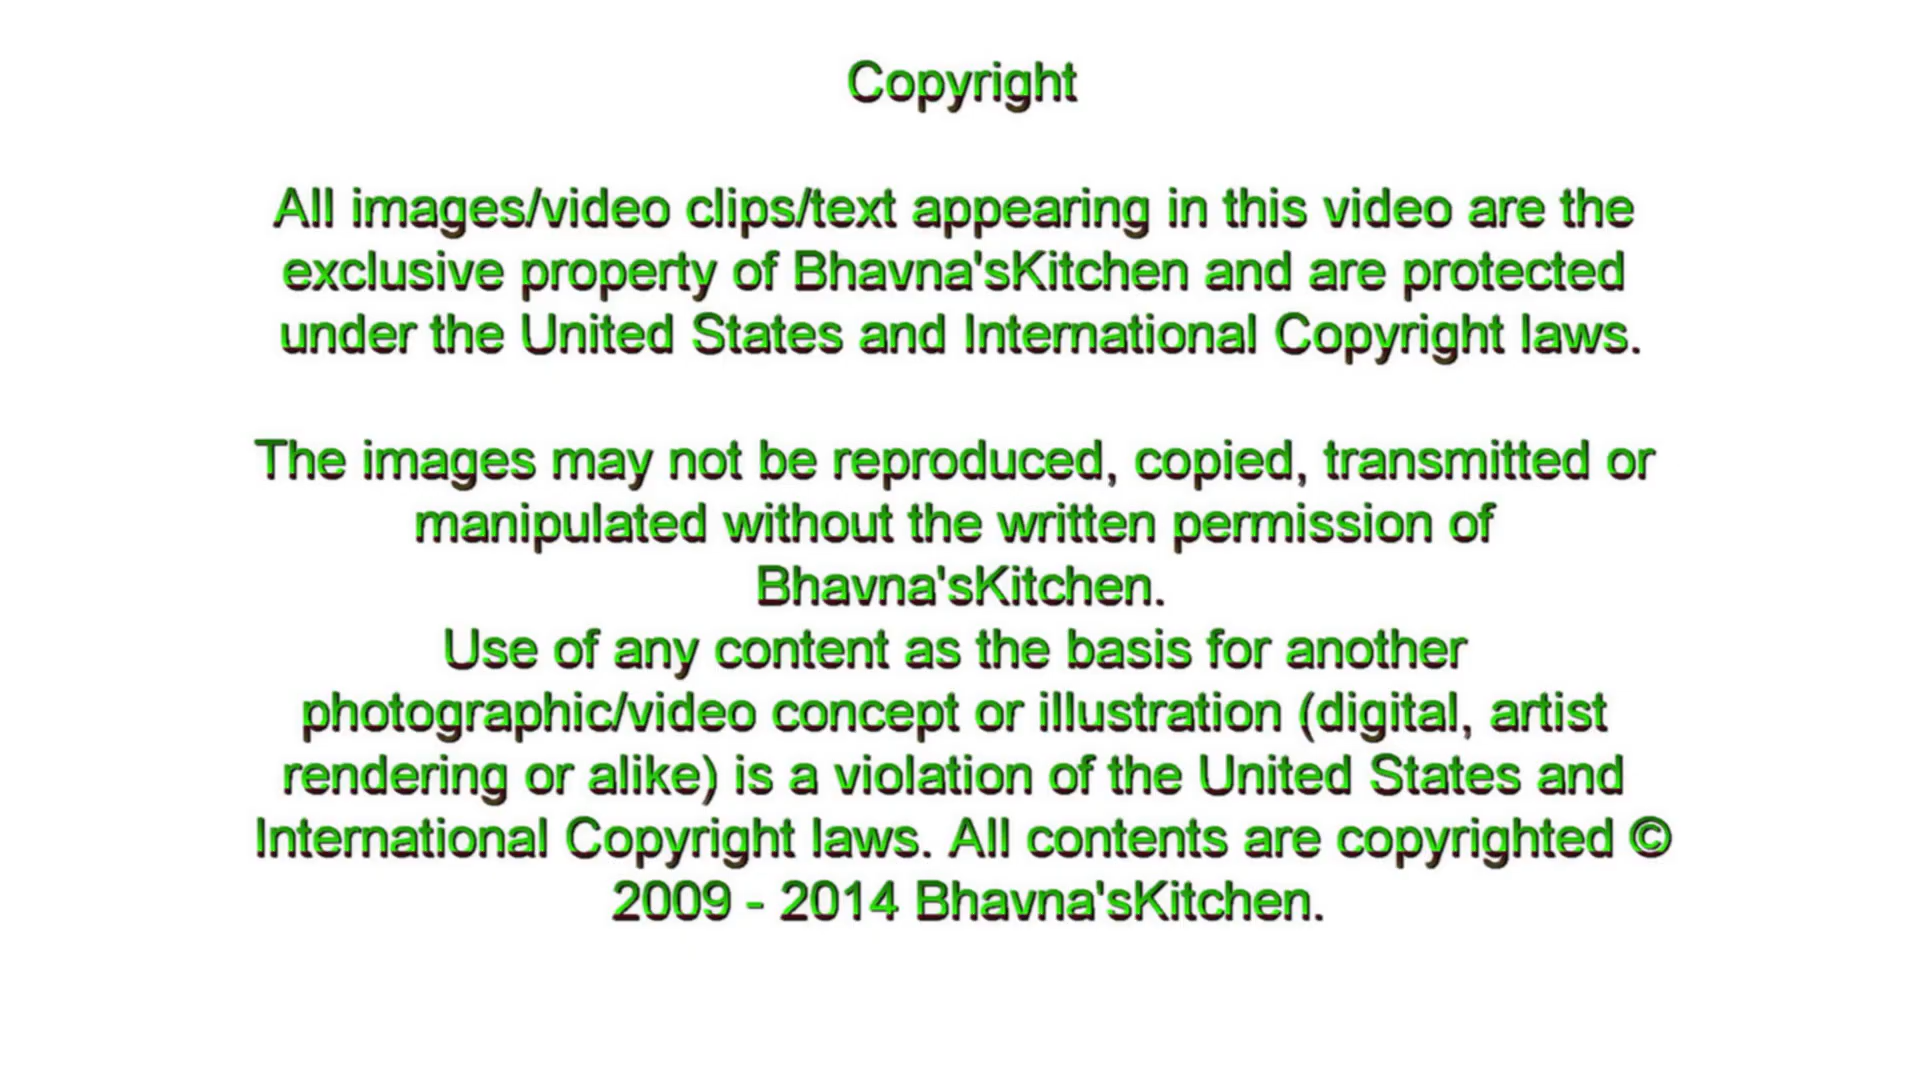 Copyright
All images/video clips/text appearing in this video are the
exclusive property of Bhavna'sKitchen and are protected
under the United States and International Copyright laws.
The images may not be reproduced, copied, transmitted or
manipulated without the written permission of
Bhavna'sKitchen.
Use of any content as the basis for another
photographic/video concept or illustration (digital, artist
rendering or alike) is a violation of the United States and
International Copyright laws. All contents are copyrighted ©
2009 - 2014 Bhavna'sKitchen.